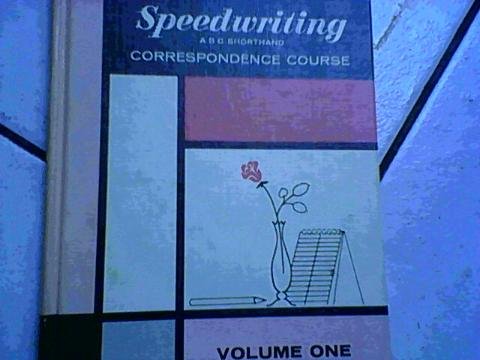 Speedwriting
A B C SHORTHAND
CORRESPONDENCE COURSE
VOLUME ONE